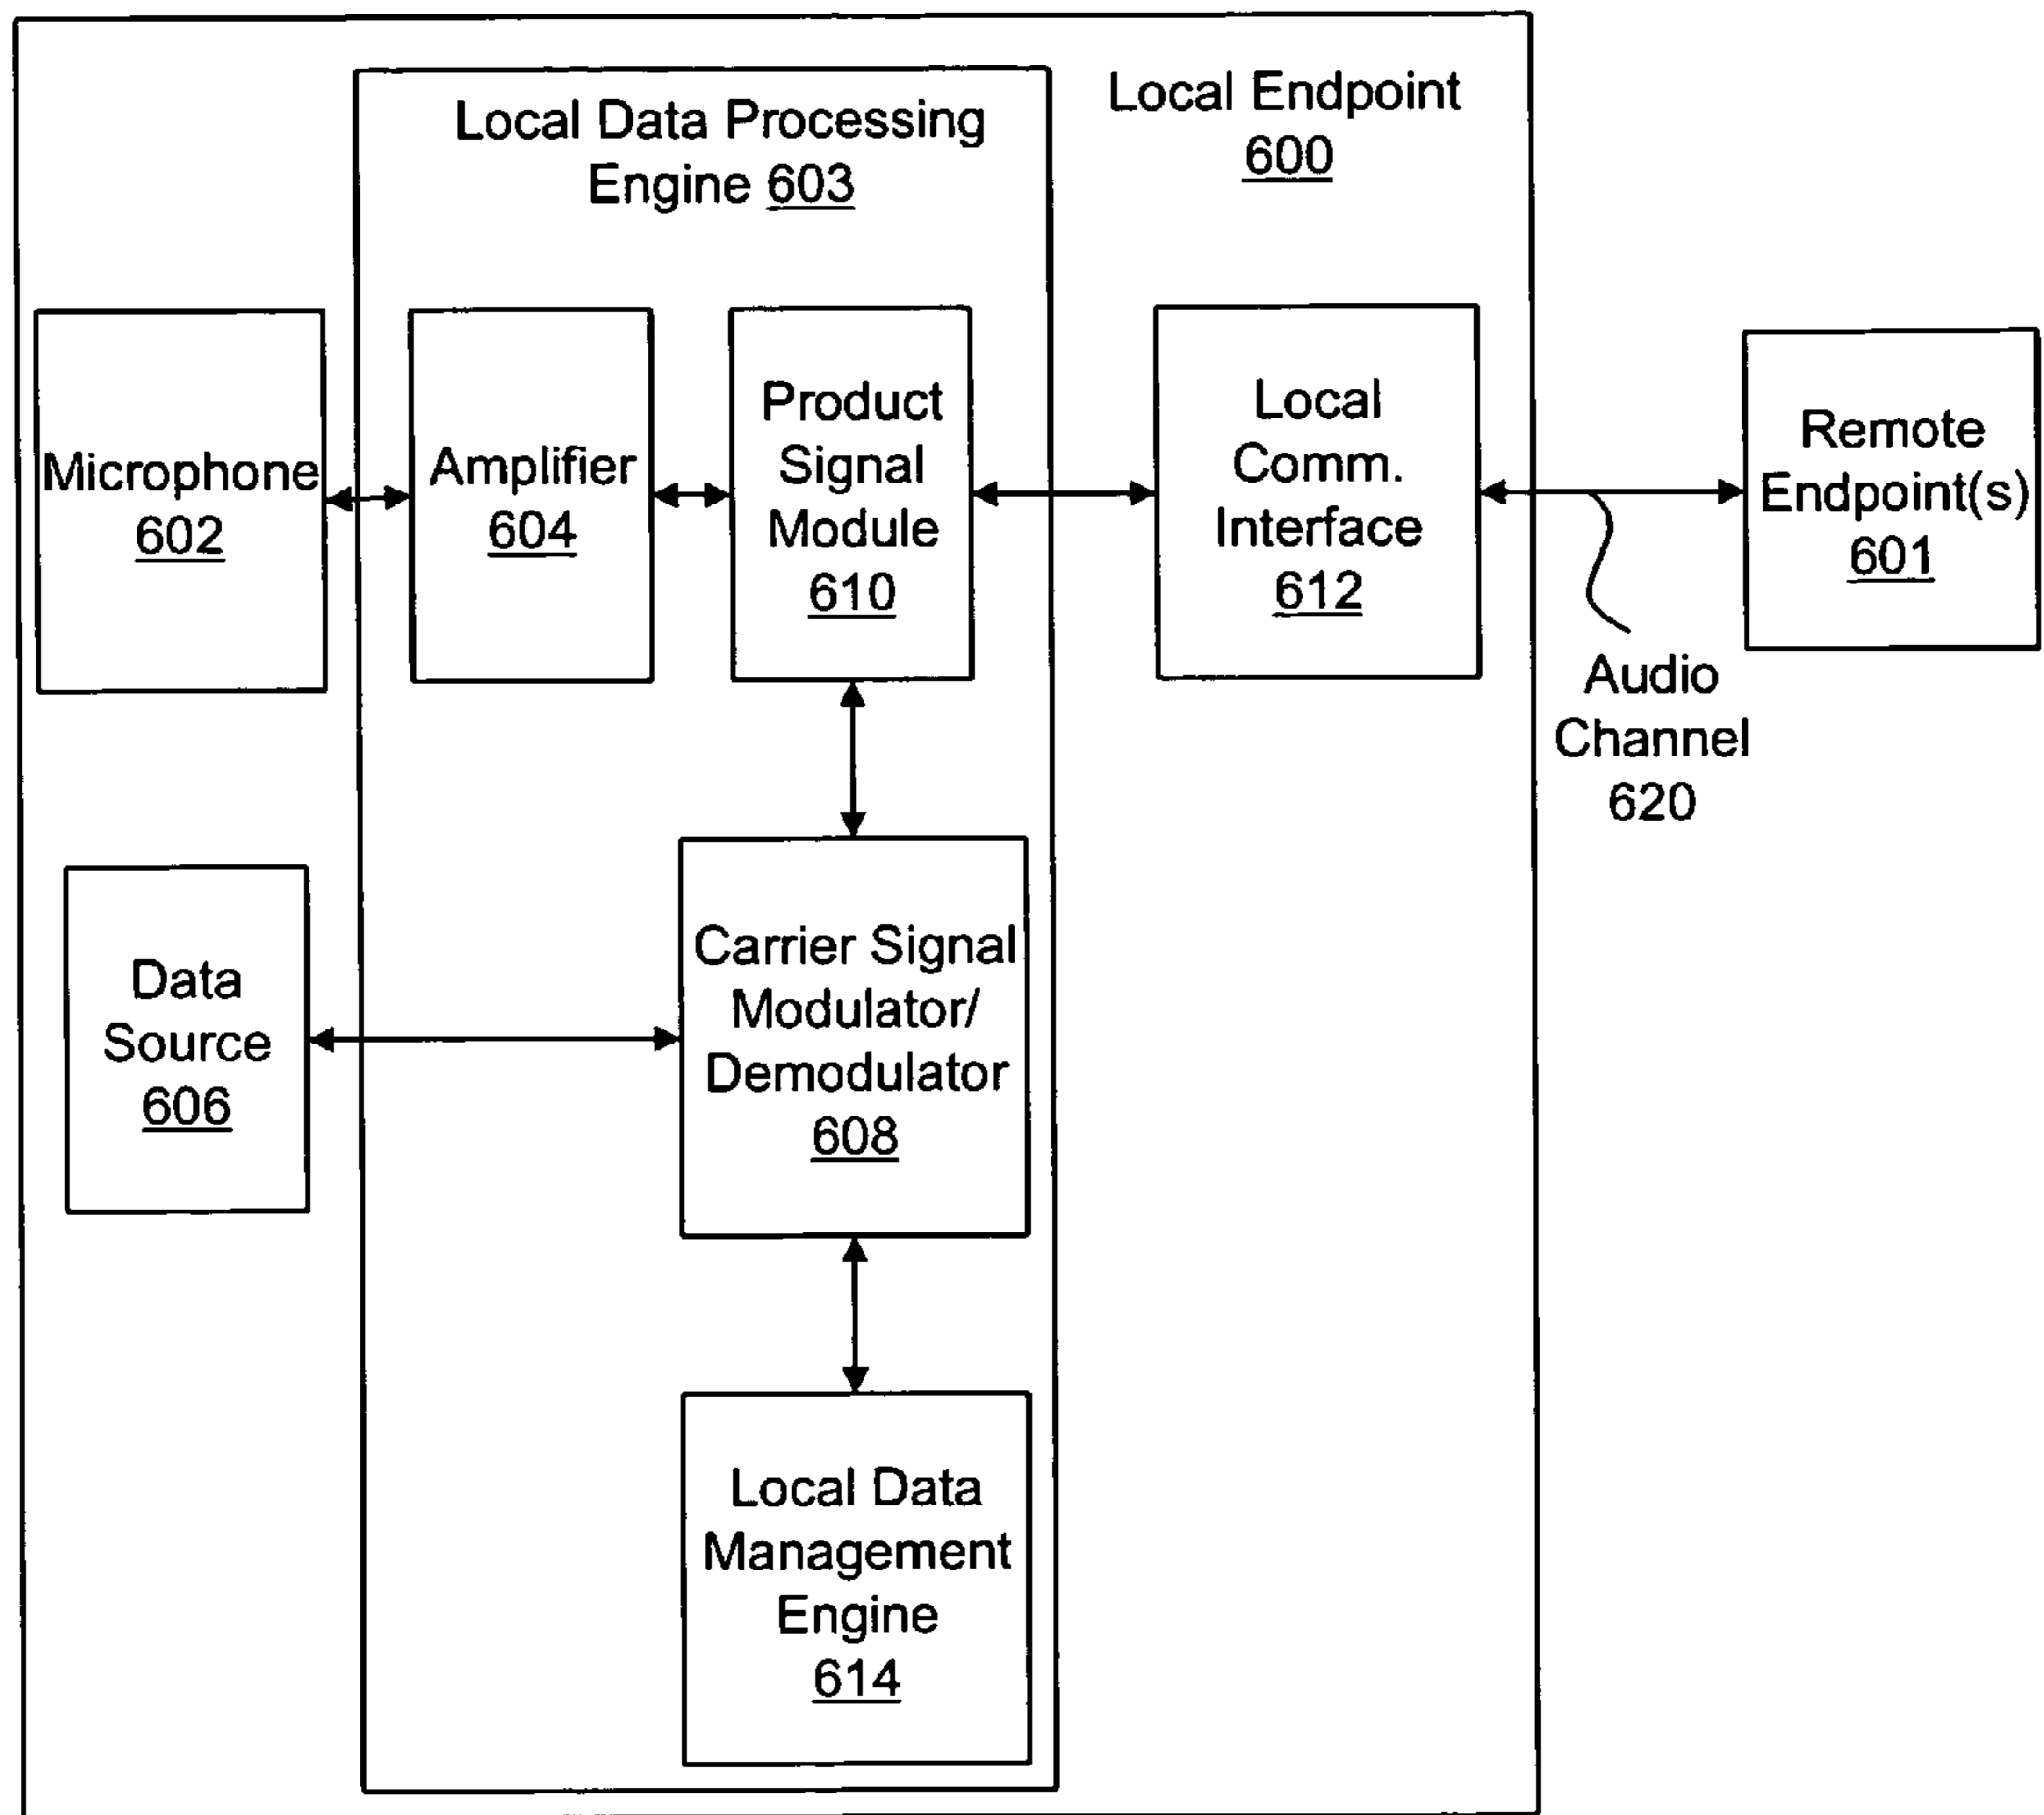 Local Data Processing
Engine 603
Local Endpoint
600
Microphone
602
Amplifier
604
Product
Signal
Module
610
Local
Comm.
Interface
612
Remote
Endpoint(s)
601
Audio
Channel
620
Data
Source
606
Carrier Signal
Modulator/
Demodulator
608
Local Data
Management
Engine
614